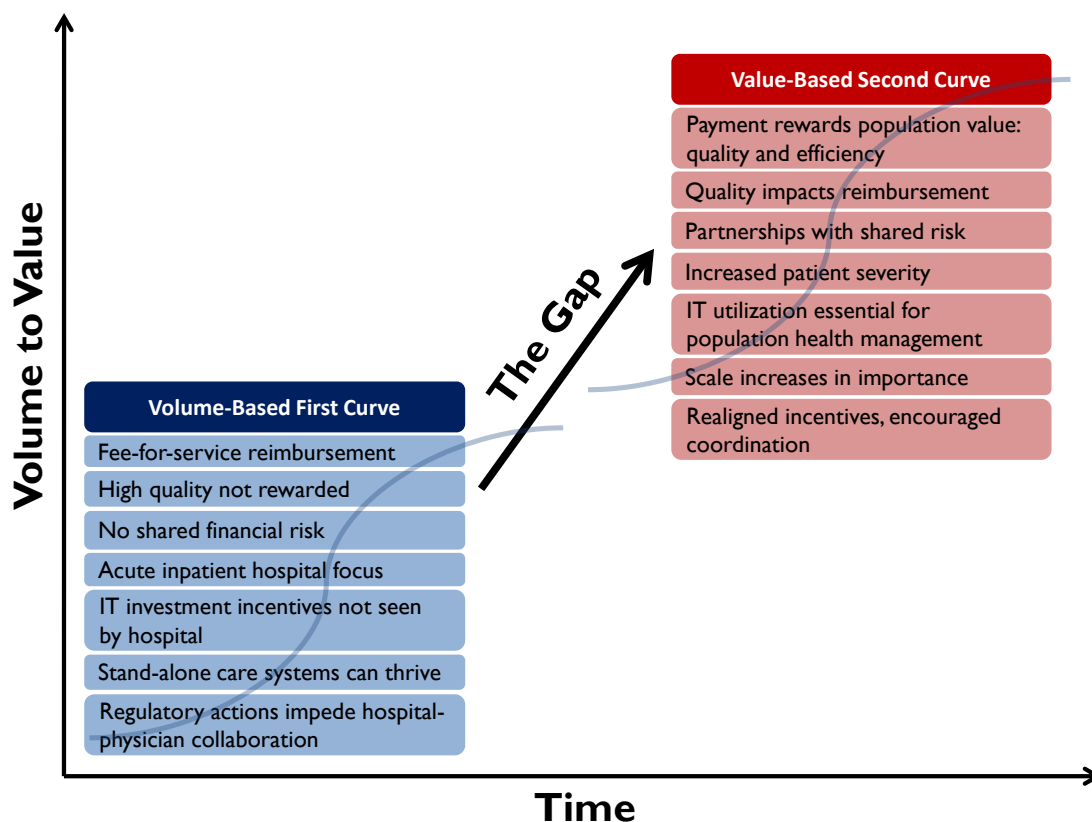 Volume to Value
Value-Based Second Curve
Payment rewards population value:
quality and efficiency
Quality impacts reimbursement
Partnerships with shared risk
Increased patient severity
IT utilization essential for
population health management
Scale increases in importance
Realigned incentives, encouraged
coordination
The Gap
Volume-Based First Curve
Fee-for-service reimbursement
High quality not rewarded
No shared financial risk
Acute inpatient hospital focus
IT investment incentives not seen
by hospital
Stand-alone care systems can thrive
Regulatory actions impede hospital-
physician collaboration
Time